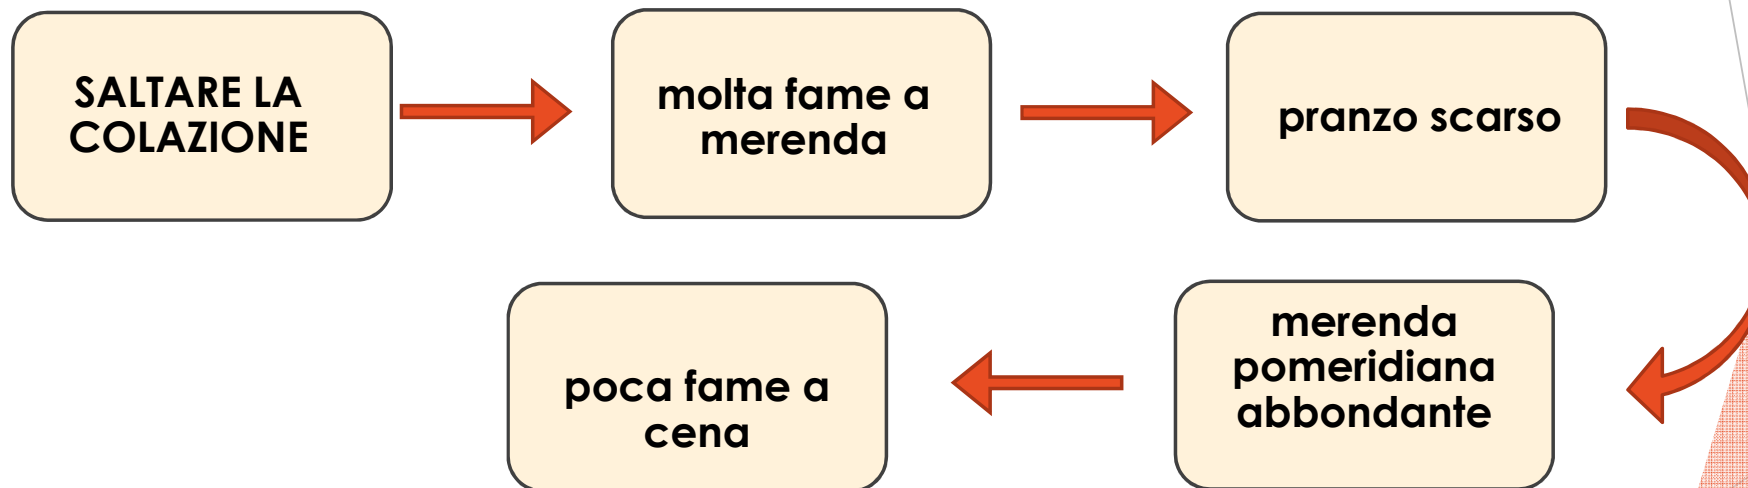 SALTARE LA
COLAZIONE
molta fame a
merenda
pranzo scarso
merenda
pomeridiana
abbondante
poca fame a
cena